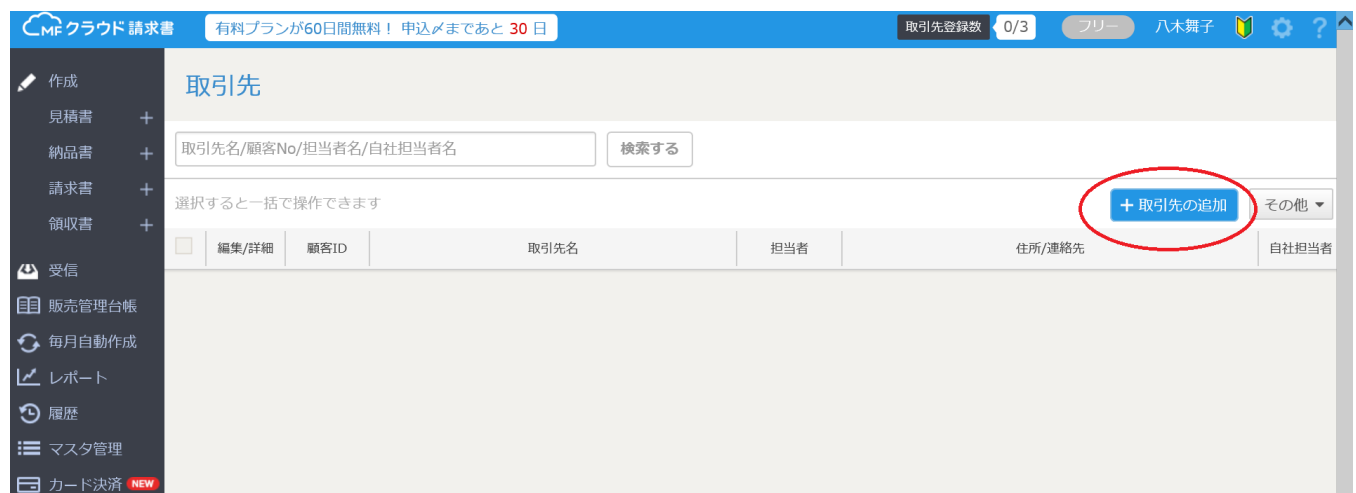 MFクラウド請求書
有料プランが60日間無料！ 申込〆まであと 30 日
取引先登録数 0/3
フリー
八木舞子
?
作成
見積書 +
納品書 +
請求書 +
領収書 +
受信
販売管理台帳
毎月自動作成
レポート
履歴
マスタ管理
カード決済 NEW
取引先
取引先名/顧客No/担当者名/自社担当者名
検索する
選択すると一括で操作できます
+ 取引先の追加
その他 ▼
編集/詳細 顧客ID 取引先名 担当者 住所/連絡先 自社担当者